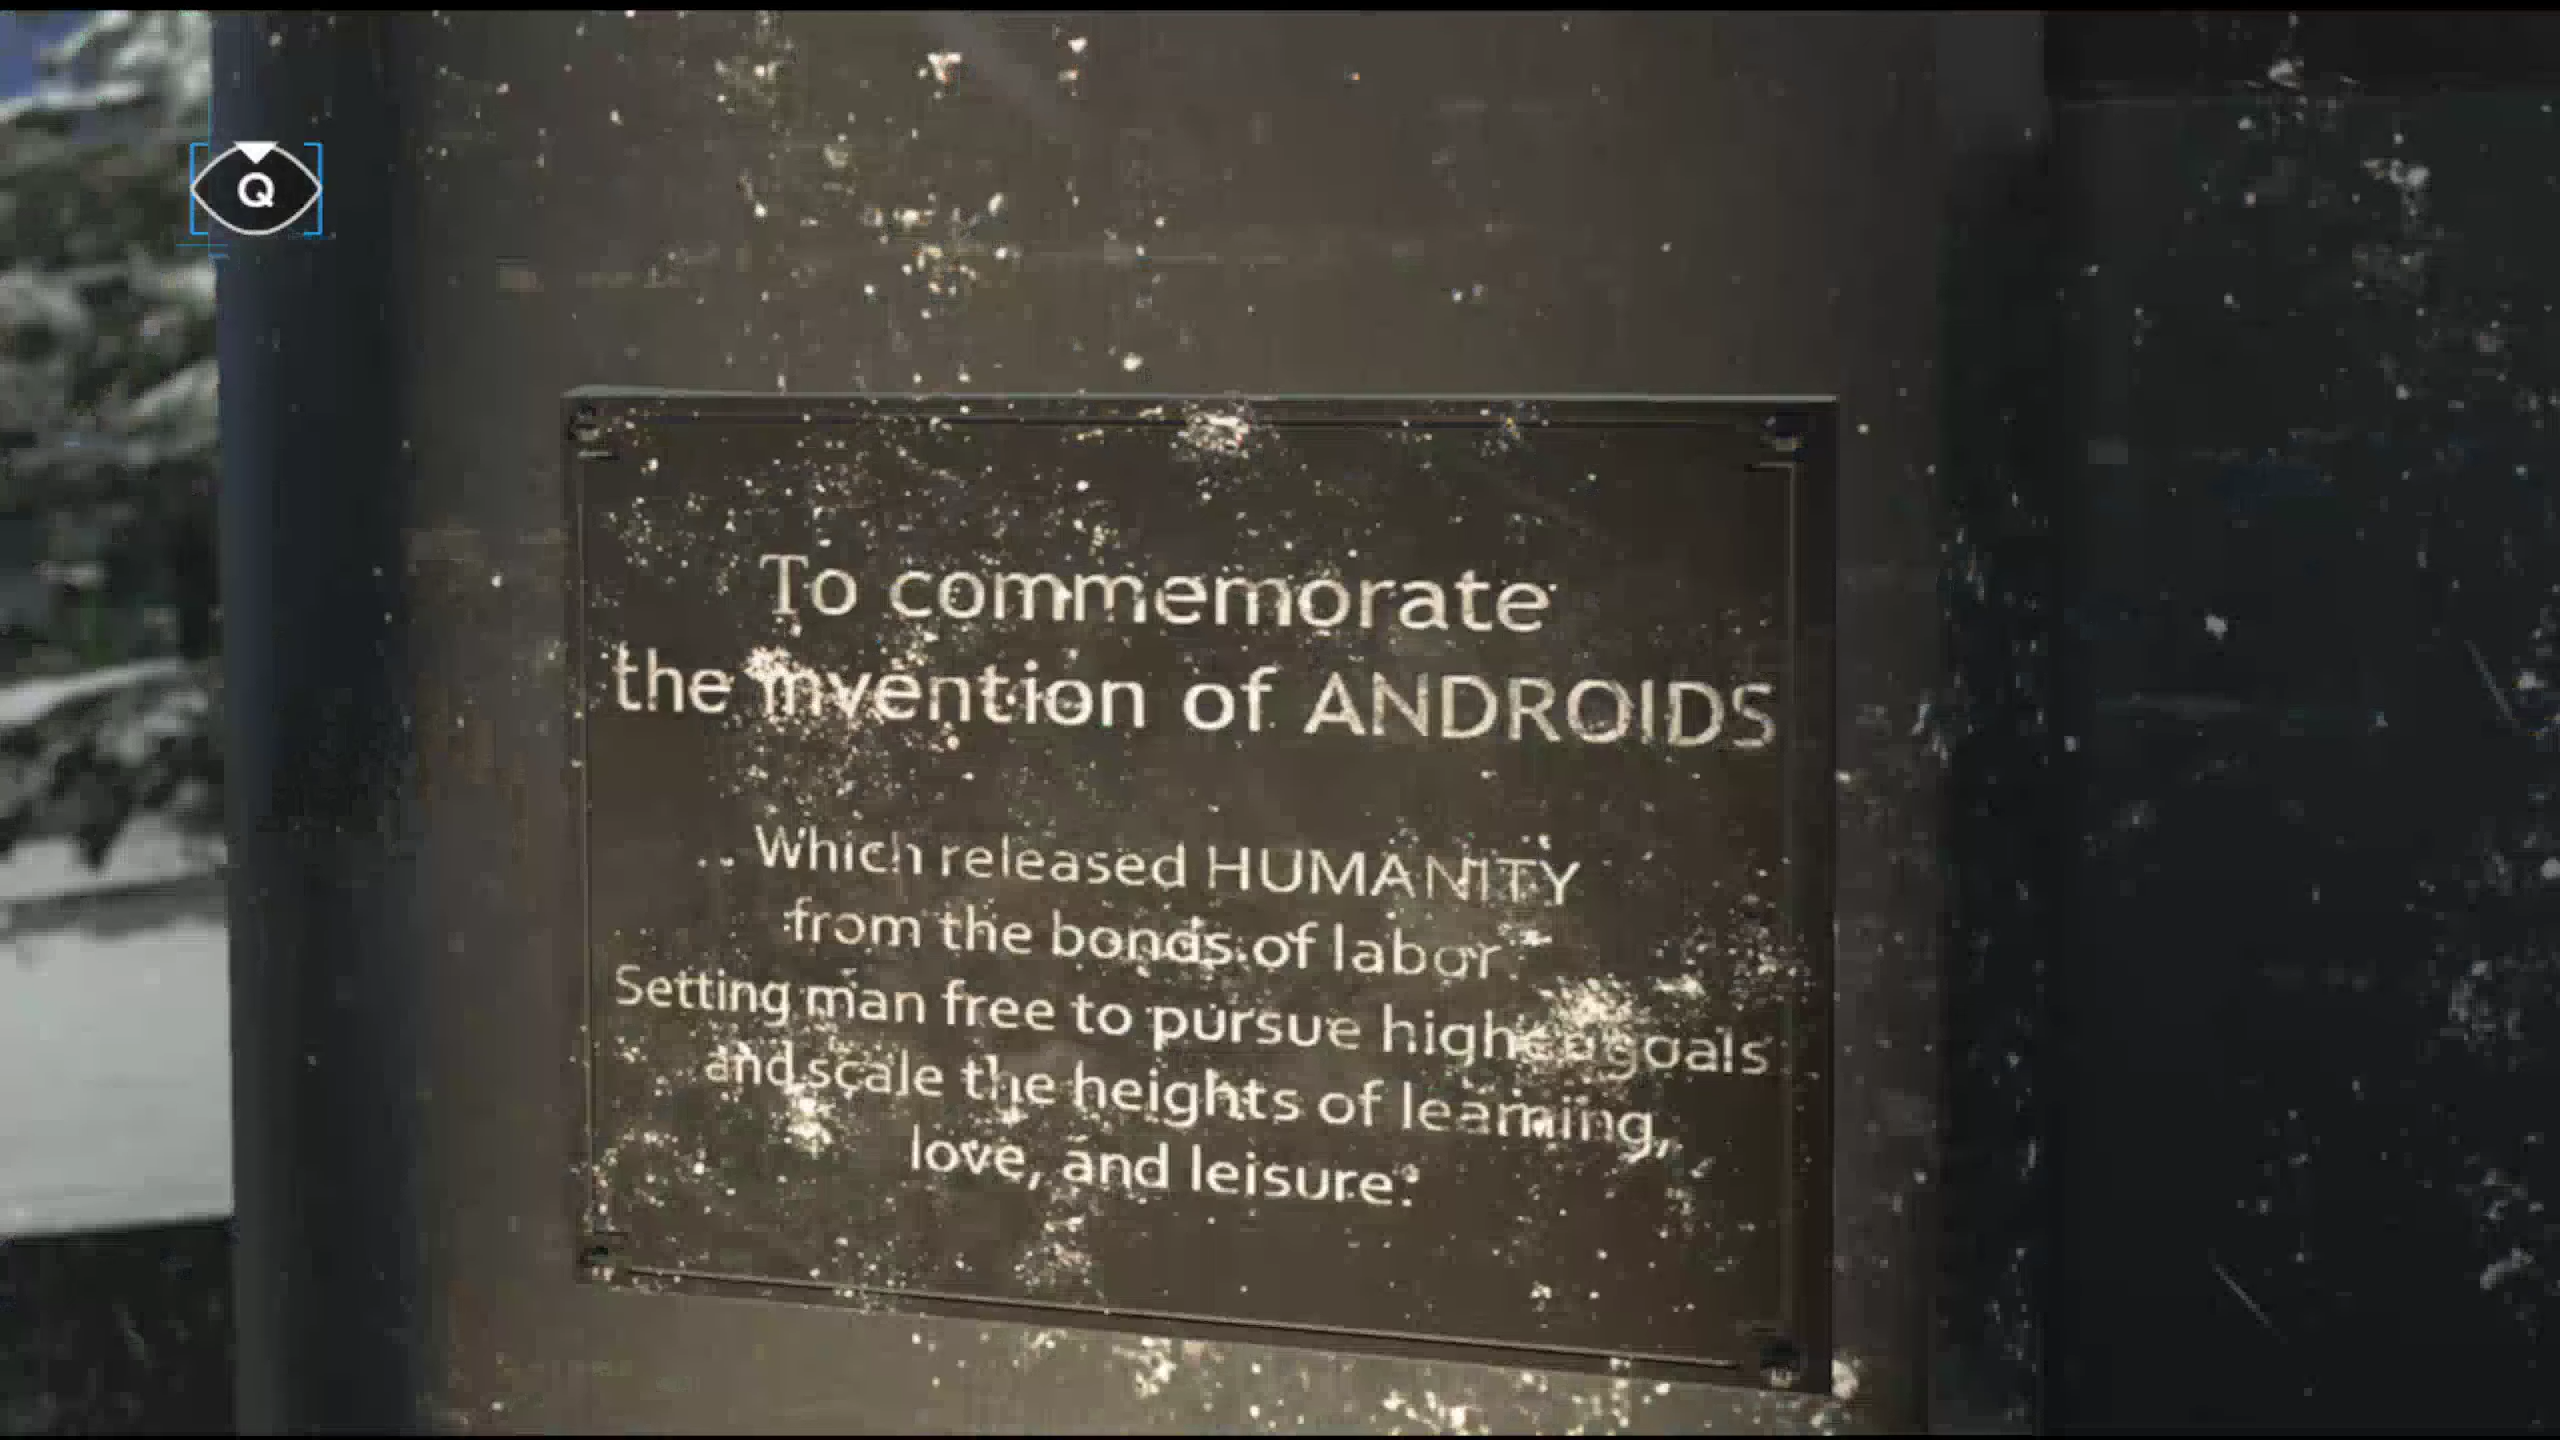 Q
To commemorate
the invention of ANDROIDS
Which released HUMANITY
from the bonds of labor
Setting man free to pursue higher goals
and scale the heights of learning,
love, and leisure.